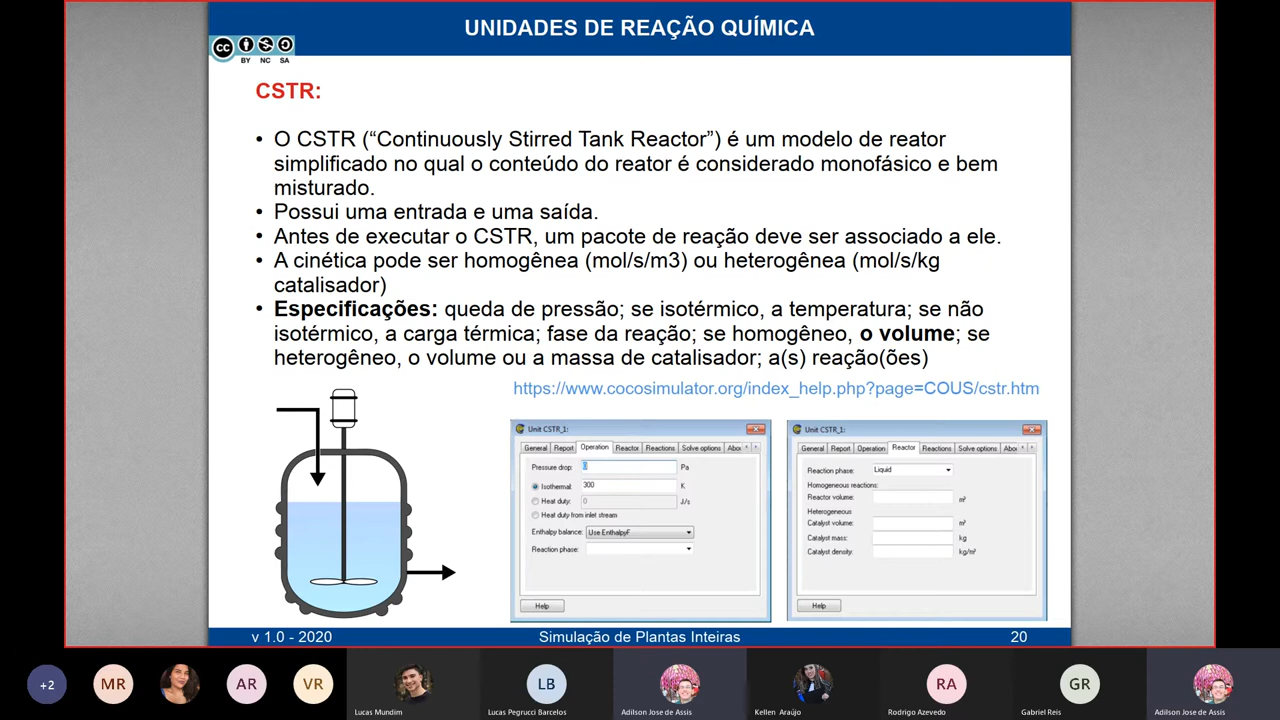 UNIDADES DE REAÇÃO QUÍMICA
cc
BY NC SA
CSTR:
• O CSTR (“Continuously Stirred Tank Reactor”) é um modelo de reator
simplificado no qual o conteúdo do reator é considerado monofásico e bem
misturado.
• Possui uma entrada e uma saída.
• Antes de executar o CSTR, um pacote de reação deve ser associado a ele.
• A cinética pode ser homogênea (mol/s/m3) ou heterogênea (mol/s/kg
catalisador)
• Especificações: queda de pressão; se isotérmico, a temperatura; se não
isotérmico, a carga térmica; fase da reação; se homogêneo, o volume; se
heterogêneo, o volume ou a massa de catalisador; a(s) reação(ões)
https://www.cocosimulator.org/index_help.php?page=COUS/cstr.htm
Unit CSTR_1:
General Report Operation Reactor Reactions Solve options Abou
Pressure drop: 0 Pa
Isothermal: 300 K
Heat duty: 0 J/s
Heat duty from inlet stream
Enthalpy balance: Use EnthalpyF
Reaction phase:
Help
Unit CSTR_1:
General Report Operation Reactor Reactions Solve options Abou
Reaction phase: Liquid
Homogeneous reactions:
Reactor volume: m³
Heterogeneous
Catalyst volume: m³
Catalyst mass: kg
Catalyst density: kg/m³
Help
v 1.0 - 2020 Simulação de Plantas Inteiras 20
+2 MR AR VR LB RA GR
Lucas Mundim Lucas Pegrucci Barcelos Adilson Jose de Assis Kellen Araújo Rodrigo Azevedo Gabriel Reis Adilson Jose de Assis